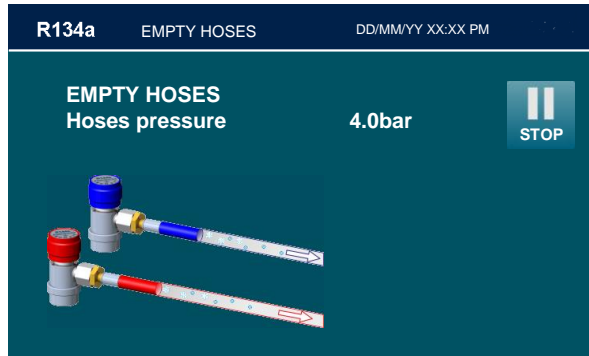 R134a EMPTY HOSES DD/MM/YY XX:XX PM
EMPTY HOSES
Hoses pressure 4.0bar
STOP